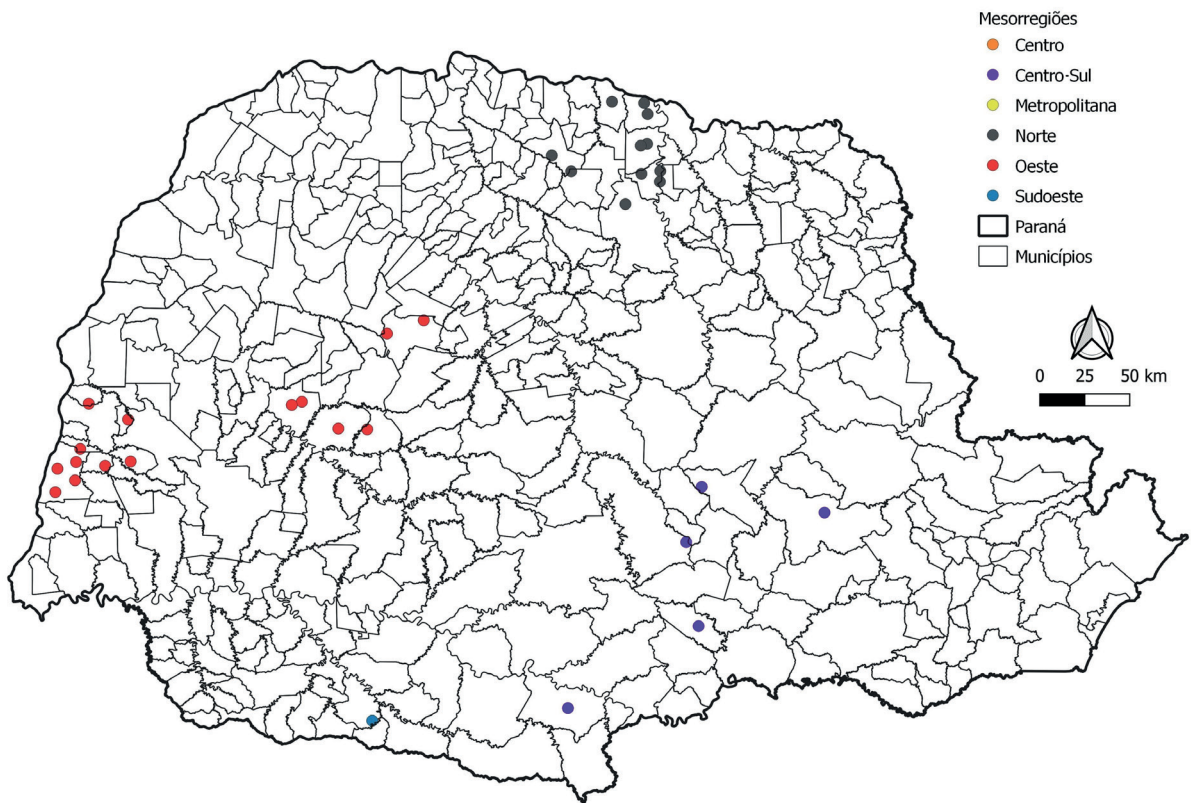 Mesorregiões
Centro
Centro-Sul
Metropolitana
Norte
Oeste
Sudoeste
Paraná
Municípios
0 25 50 km